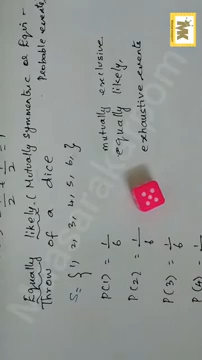 Equally likely. (Mutually Symmetric or Equi-
Probable events
Throw of a dice
S = {1, 2, 3, 4, 5, 6,}
P(1) = 1/6
mutually exclusive.
P(2) = 1/6
equally likely,
P(3) = 1/6
exhaustive events